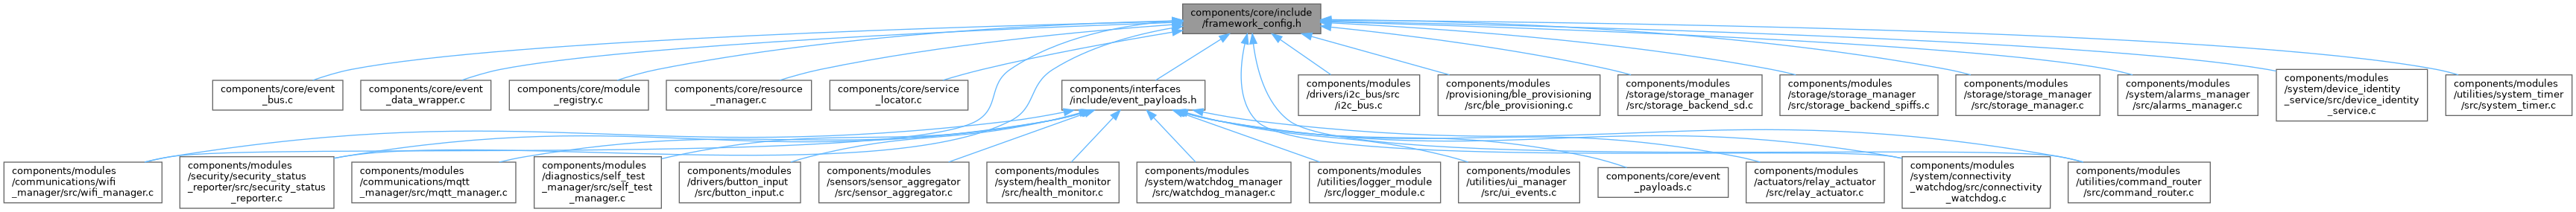 components/core/include
/framework_config.h
components/core/event
_bus.c
components/core/event
_data_wrapper.c
components/core/module
_registry.c
components/core/resource
_manager.c
components/core/service
_locator.c
components/interfaces
/include/event_payloads.h
components/modules
/drivers/i2c_bus/src
/i2c_bus.c
components/modules
/provisioning/ble_provisioning
/src/ble_provisioning.c
components/modules
/storage/storage_manager
/src/storage_backend_sd.c
components/modules
/storage/storage_manager
/src/storage_backend_spiffs.c
components/modules
/storage/storage_manager
/src/storage_manager.c
components/modules
/system/alarms_manager
/src/alarms_manager.c
components/modules
/system/device_identity
_service/src/device_identity
_service.c
components/modules
/utilities/system_timer
/src/system_timer.c
components/modules
/communications/wifi
_manager/src/wifi_manager.c
components/modules
/security/security_status
_reporter/src/security_status
_reporter.c
components/modules
/communications/mqtt
_manager/src/mqtt_manager.c
components/modules
/diagnostics/self_test
_manager/src/self_test
_manager.c
components/modules
/drivers/button_input
/src/button_input.c
components/modules
/sensors/sensor_aggregator
/src/sensor_aggregator.c
components/modules
/system/health_monitor
/src/health_monitor.c
components/modules
/system/watchdog_manager
/src/watchdog_manager.c
components/modules
/utilities/logger_module
/src/logger_module.c
components/modules
/utilities/ui_manager
/src/ui_events.c
components/core/event
_payloads.c
components/modules
/actuators/relay_actuator
/src/relay_actuator.c
components/modules
/system/connectivity
_watchdog/src/connectivity
_watchdog.c
components/modules
/utilities/command_router
/src/command_router.c